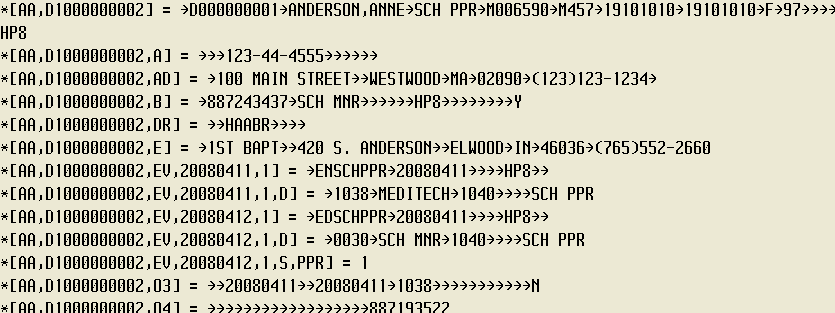 *[AA,D1000000002] = →D000000001→ANDERSON,ANNE→SCH PPR→M006590→M457→19101010→19101010→F→97→→→→
HP8
*[AA,D1000000002,A] = →→→123-44-4555→→→→→→
*[AA,D1000000002,AD] = →100 MAIN STREET→→WESTWOOD→MA→02090→(123)123-1234→
*[AA,D1000000002,B] = →887243437→SCH MNR→→→→→→HP8→→→→→→→→Y
*[AA,D1000000002,DR] = →→HAABR→→→→
*[AA,D1000000002,E] = →1ST BAPT→→420 S. ANDERSON→→ELWOOD→IN→46036→(765)552-2660
*[AA,D1000000002,EV,20080411,1] = →ENSCHPPR→20080411→→→→HP8→→
*[AA,D1000000002,EV,20080411,1,D] = →1038→MEDITECH→1040→→→→SCH PPR
*[AA,D1000000002,EV,20080412,1] = →EDSCHPPR→20080411→→→→HP8→→
*[AA,D1000000002,EV,20080412,1,D] = →0030→SCH MNR→1040→→→→SCH PPR
*[AA,D1000000002,EV,20080412,1,S,PPR] = 1
*[AA,D1000000002,O3] = →→20080411→→20080411→1038→→→→→→→→→→→N
*[AA,D1000000002,O4] = →→→→→→→→→→→→→→→→→→887193522